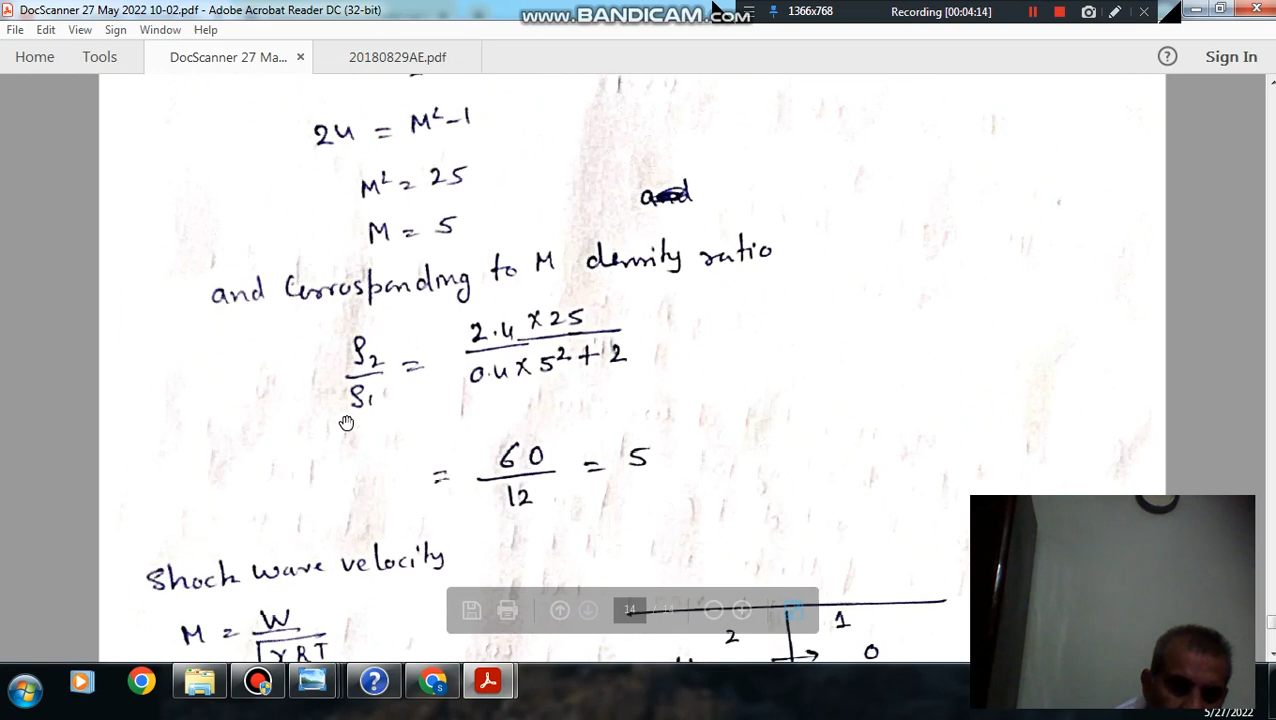 DocScanner 27 May 2022 10-02.pdf - Adobe Acrobat Reader DC (32-bit)
www.BANDICAM.com
1366x768
Recording [00:04:14]
File Edit View Sign Window Help
Home Tools DocScanner 27 Ma... × 20180829AE.pdf ? Sign In
24 = M²-1
M² = 25
and
M = 5
and Corrosponding to M density ratio
ρ2/ρ1 = 2.4 × 25 / 0.4 × 5² + 2
= 60/12 = 5
Shock wave velocity
14 / 14
M = W/√γRT
1
2
0
5/27/2022